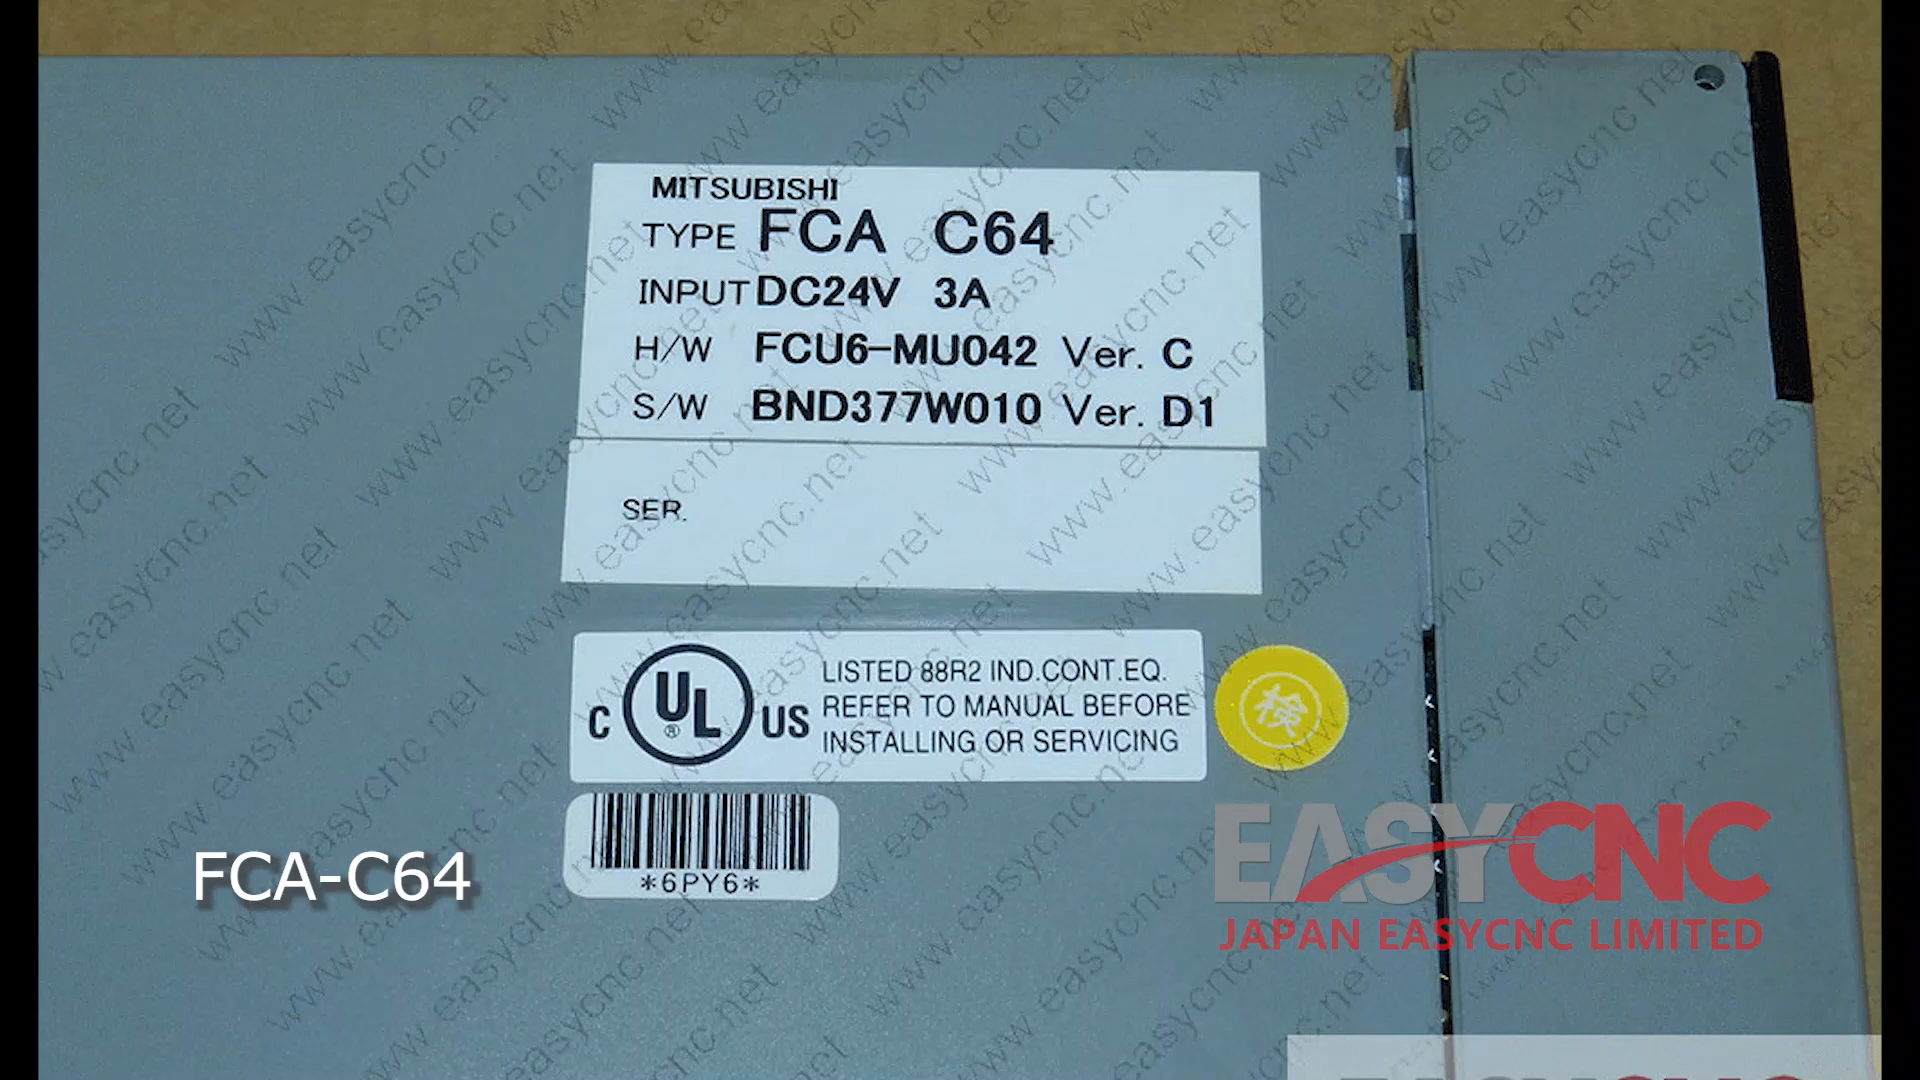 MITSUBISHI
TYPE FCA C64
INPUT DC24V 3A
H/W FCU6-MU042 Ver. C
S/W BND377W010 Ver. D1
SER.
C UL ® US
LISTED 88R2 IND.CONT.EQ.
REFER TO MANUAL BEFORE
INSTALLING OR SERVICING
検
*6PY6*
FCA-C64
EASYCNC
JAPAN EASYCNC LIMITED
www.easycnc.net